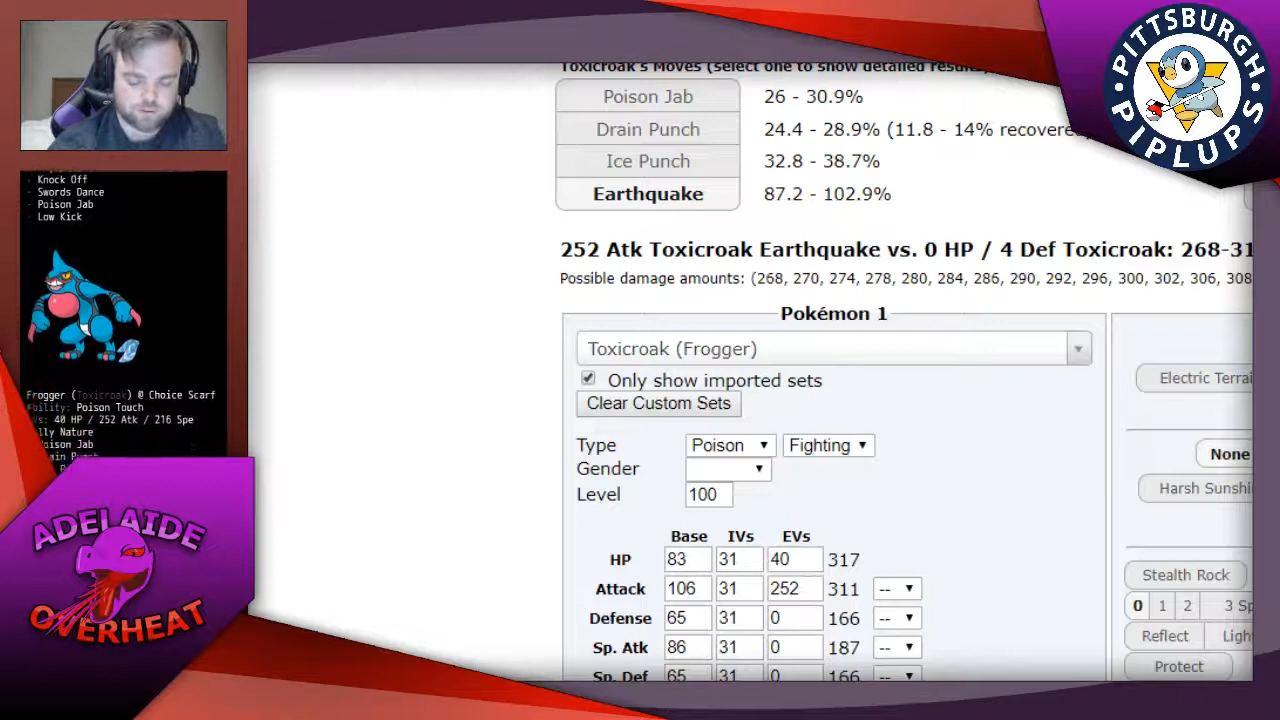 Knock Off
Swords Dance
Poison Jab
Low Kick
Frogger (Toxicroak) @ Choice Scarf
Ability: Poison Touch
EVs: 40 HP / 252 Atk / 216 Spe
Jolly Nature
Poison Jab
ADELAIDE
OVERHEAT
Toxicroak's Moves (select one to show detailed results)
Poison Jab 26 - 30.9%
Drain Punch 24.4 - 28.9% (11.8 - 14% recovered)
Ice Punch 32.8 - 38.7%
Earthquake 87.2 - 102.9%
252 Atk Toxicroak Earthquake vs. 0 HP / 4 Def Toxicroak: 268-31
Possible damage amounts: (268, 270, 274, 278, 280, 284, 286, 290, 292, 296, 300, 302, 306, 308
Pokémon 1
Toxicroak (Frogger)
Only show imported sets
Clear Custom Sets
Type Poison Fighting
Gender
Level 100
Base IVs EVs
HP 83 31 40 317
Attack 106 31 252 311 --
Defense 65 31 0 166 --
Sp. Atk 86 31 0 187 --
Sp. Def 65 31 0 166 --
Electric Terrai
None
Harsh Sunshi
Stealth Rock
0 1 2 3 Sp
Reflect Ligh
Protect
PITTSBURGH
PIPLUPS